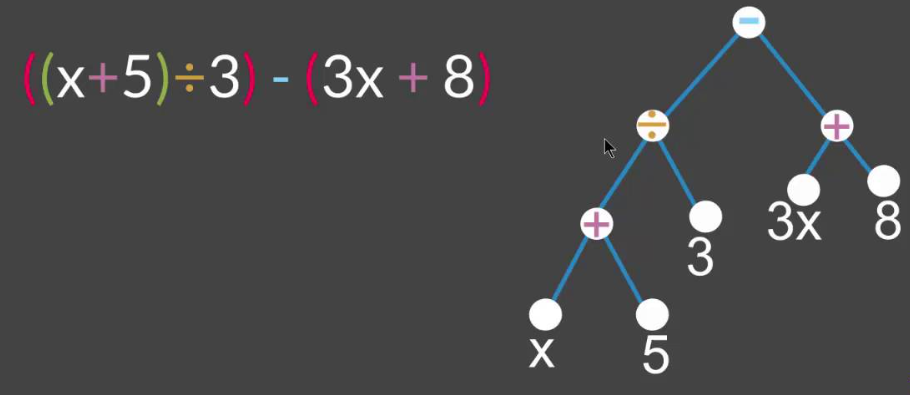 ((x+5)÷3) - (3x + 8)
-
÷
+
+
3
3x
8
x
5